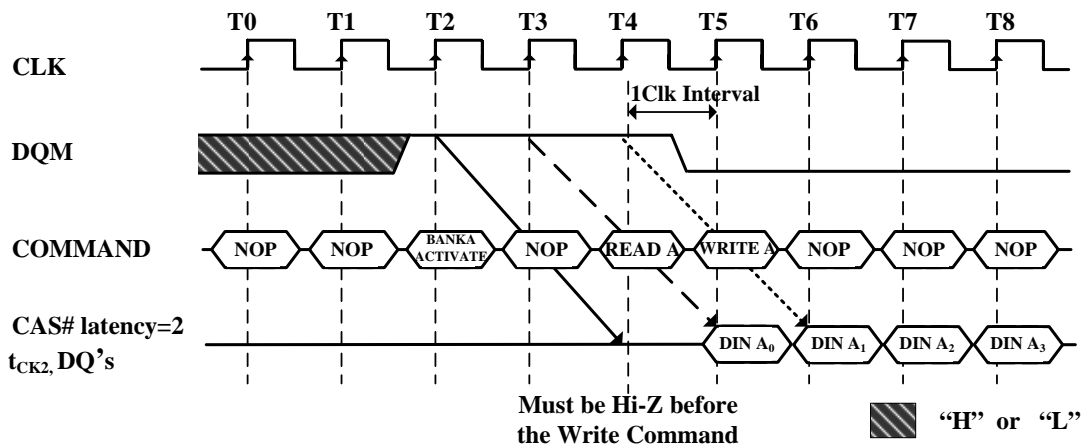 T0 T1 T2 T3 T4 T5 T6 T7 T8
CLK
1Clk Interval
DQM
COMMAND NOP NOP BANKA ACTIVATE NOP READ A WRITE A NOP NOP NOP
CAS# latency=2
tCK2, DQ's
DIN A0 DIN A1 DIN A2 DIN A3
Must be Hi-Z before
the Write Command
"H" or "L"